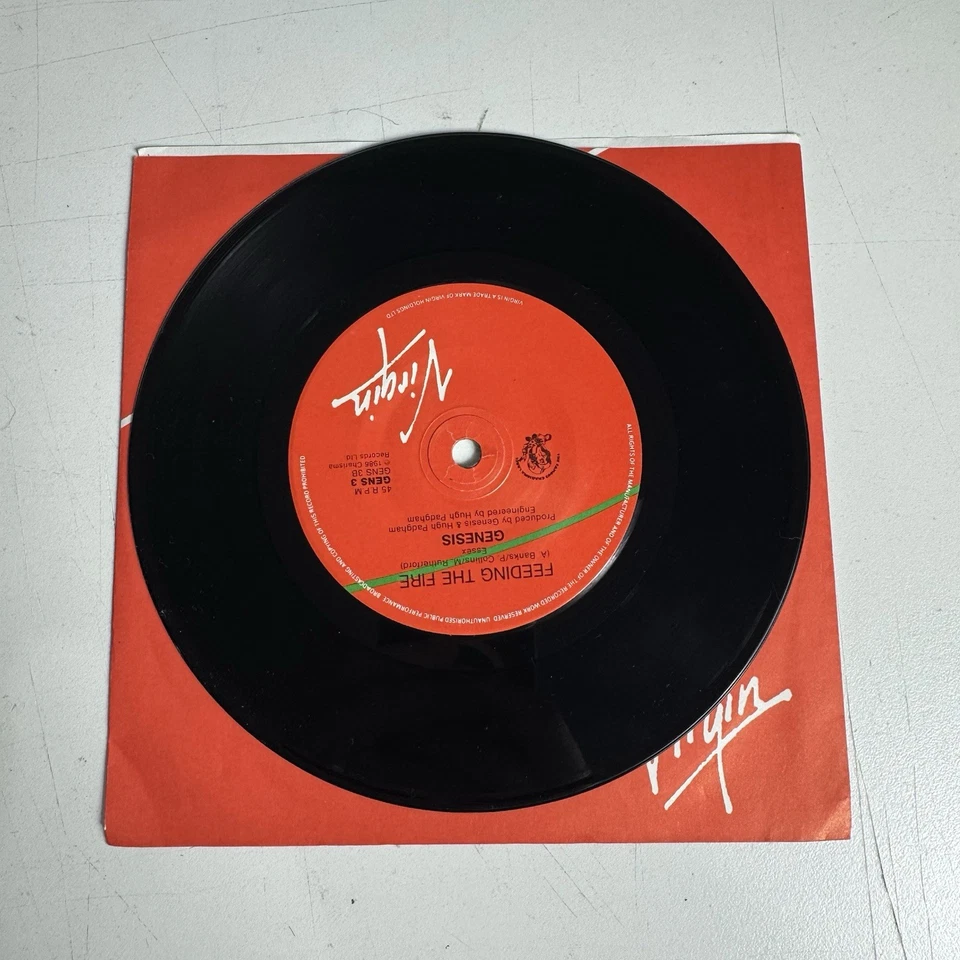 FEEDING THE FIRE
(A. Banks/P. Collins/M. Rutherford)
Essex
GENESIS
Produced by Genesis & Hugh Padgham
Engineered by Hugh Padgham
45 R.P.M
GENS 3
GENS 3B
℗ 1986 Charisma
Records Ltd
Virgin
VIRGIN IS A TRADE MARK OF VIRGIN HOLDINGS LTD
ALL RIGHTS OF THE MANUFACTURER AND OF THE OWNER OF THE RECORDED WORK RESERVED UNAUTHORISED PUBLIC PERFORMANCE BROADCASTING AND COPYING OF THIS RECORD PROHIBITED
Virgin